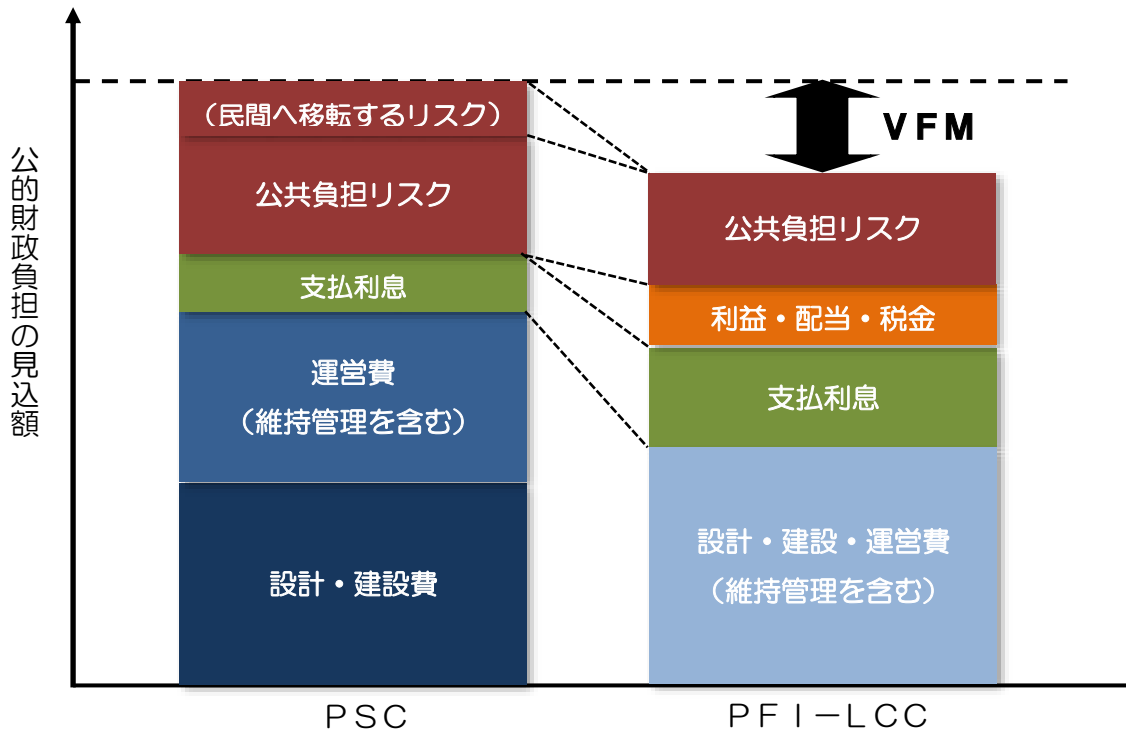 公的財政負担の見込額
（民間へ移転するリスク）
公共負担リスク
支払利息
運営費
（維持管理を含む）
設計・建設費
ＰＳＣ
ＶＦＭ
公共負担リスク
利益・配当・税金
支払利息
設計・建設・運営費
（維持管理を含む）
ＰＦＩ－ＬＣＣ